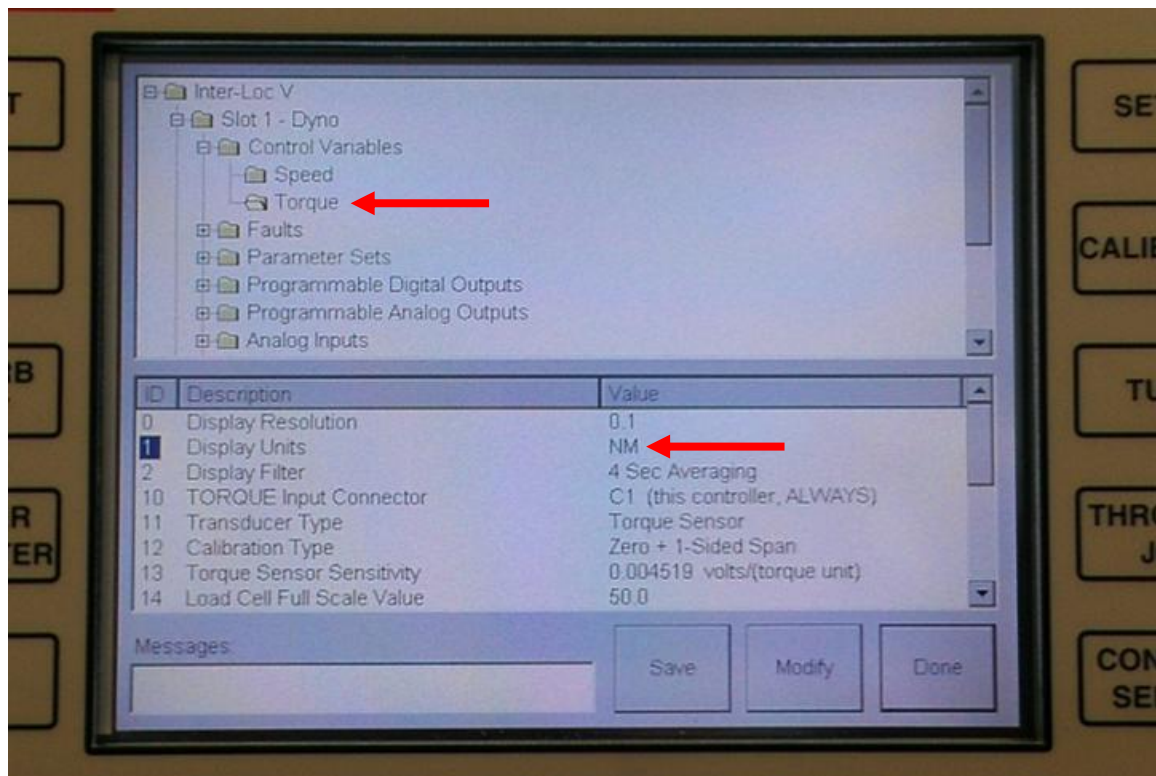 Inter-Loc V
Slot 1 - Dyno
Control Variables
Speed
Torque
Faults
Parameter Sets
Programmable Digital Outputs
Programmable Analog Outputs
Analog Inputs
ID Description Value
0 Display Resolution 0.1
1 Display Units NM
2 Display Filter 4 Sec Averaging
10 TORQUE Input Connector C1 (this controller, ALWAYS)
11 Transducer Type Torque Sensor
12 Calibration Type Zero + 1-Sided Span
13 Torque Sensor Sensitivity 0.004519 volts/(torque unit)
14 Load Cell Full Scale Value 50.0
Messages:
Save Modify Done
T
RB
R
ER
SE
CALI
TU
THRO
J
CON
SE